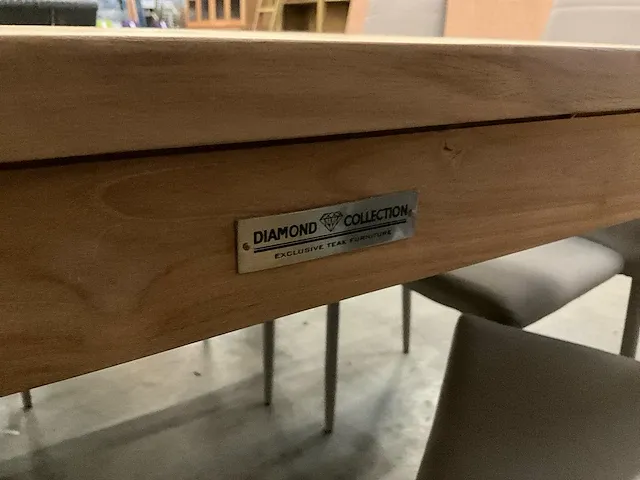 DIAMOND COLLECTION
EXCLUSIVE TEAK FURNITURE